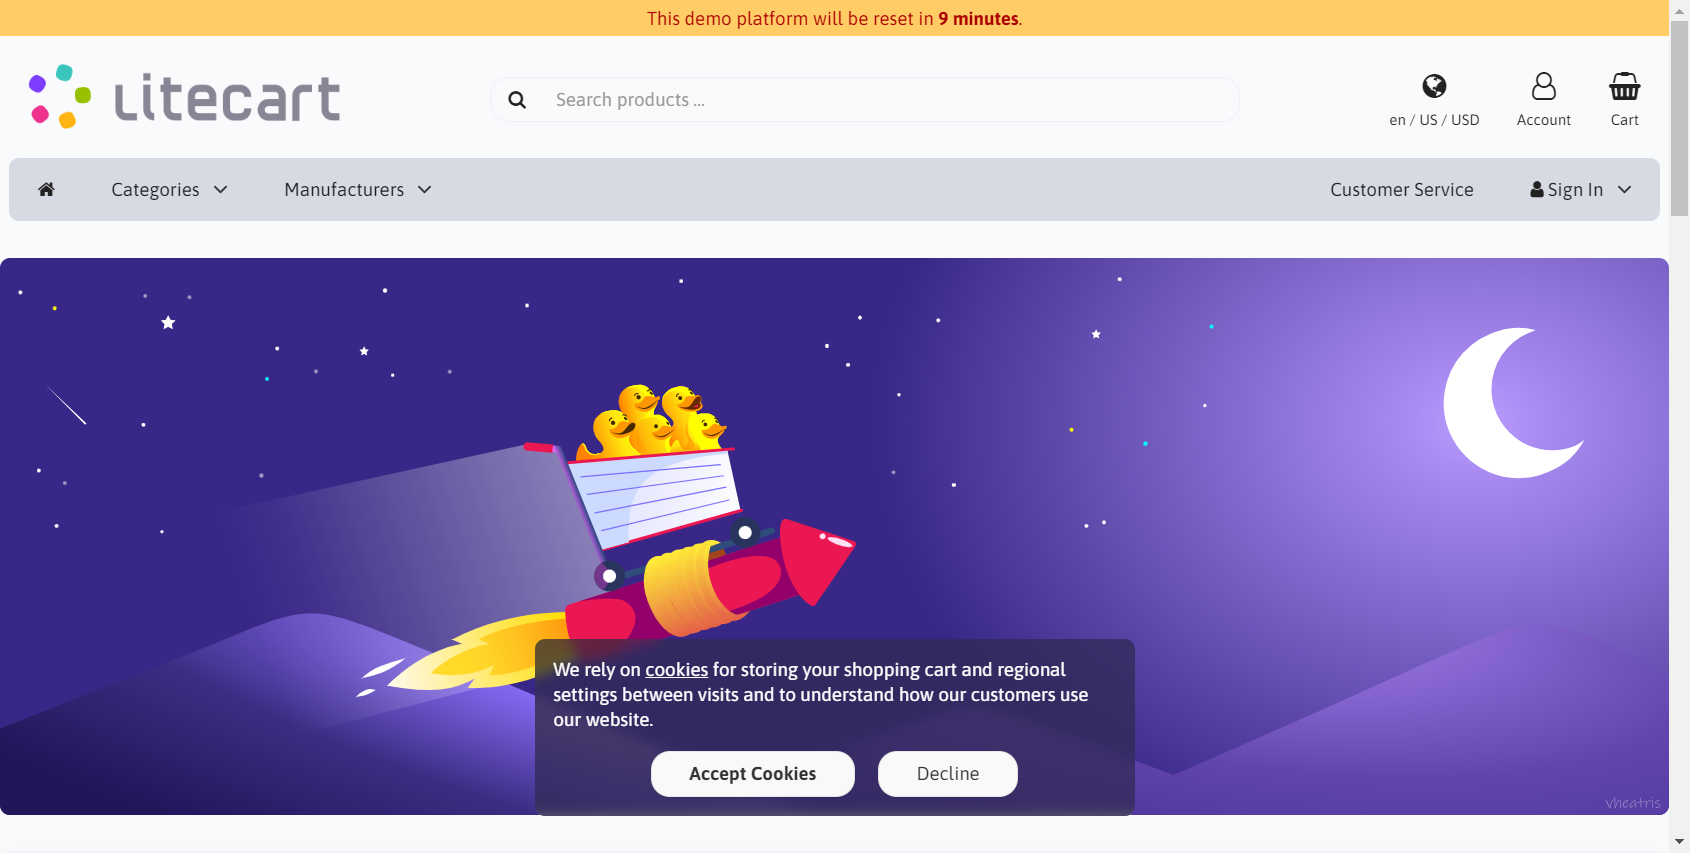 This demo platform will be reset in 9 minutes.
Litecart
Search products ...
en / US / USD
Account
Cart
Categories
Manufacturers
Customer Service
Sign In
We rely on cookies for storing your shopping cart and regional
settings between visits and to understand how our customers use
our website.
Accept Cookies
Decline
vheatris